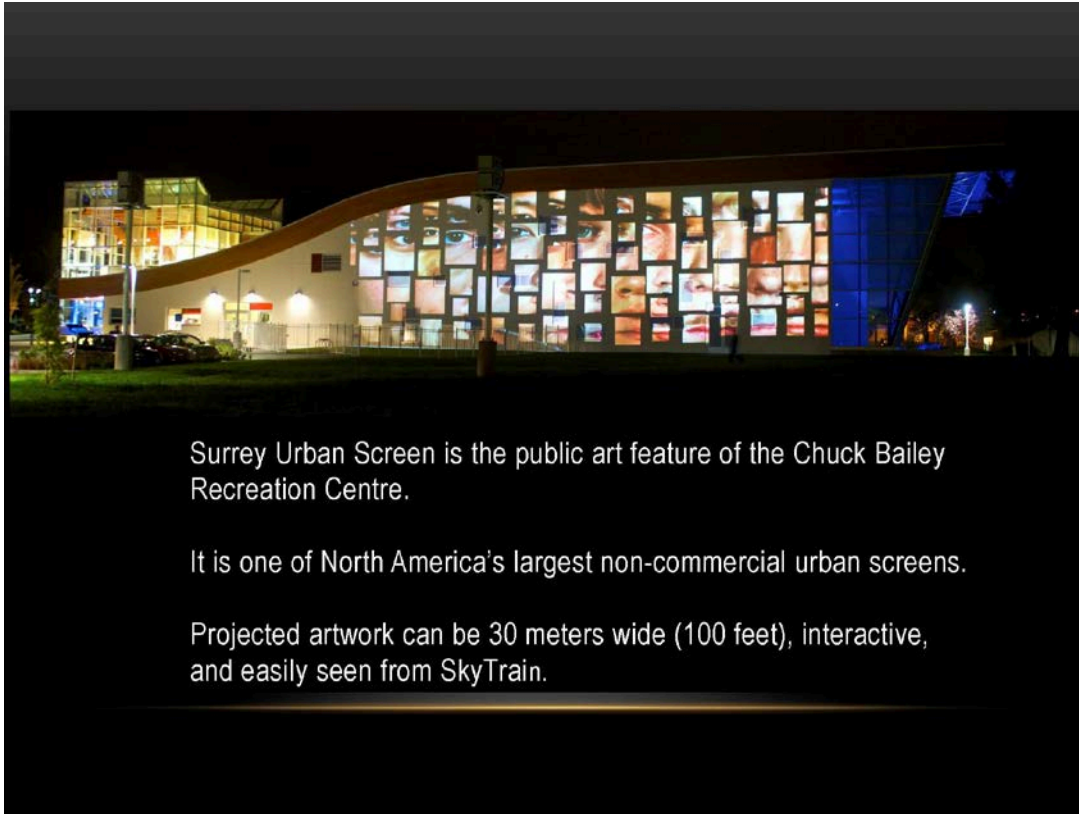 Surrey Urban Screen is the public art feature of the Chuck Bailey
Recreation Centre.
It is one of North America's largest non-commercial urban screens.
Projected artwork can be 30 meters wide (100 feet), interactive,
and easily seen from SkyTrain.